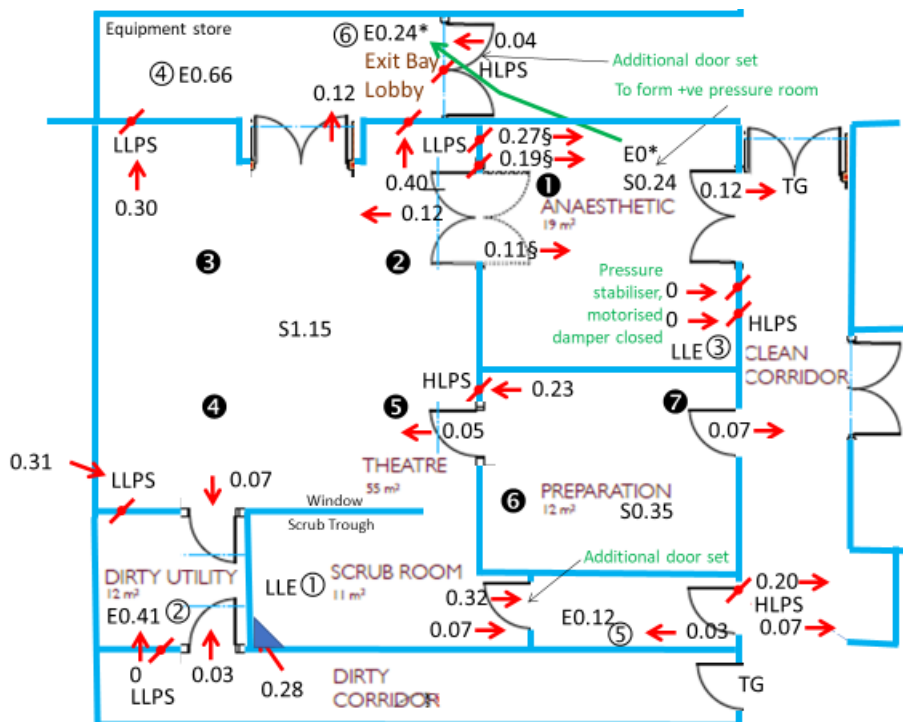 Equipment store
⑥ E0.24*
0.04
④ E0.66
Exit Bay
Lobby
HLPS
Additional door set
To form +ve pressure room
0.12
LLPS
LLPS
0.27§
0.19§
E0*
S0.24
0.12
TG
0.30
0.40
❶
ANAESTHETIC
19 m²
0.12
0.11§
❸
❷
Pressure
stabiliser,
motorised
damper closed
0
0
HLPS
S1.15
LLE ③
CLEAN
CORRIDOR
HLPS
0.23
❹
❺
❼
0.05
0.07
0.31
THEATRE
55 m²
LLPS
0.07
Window
Scrub Trough
❻
PREPARATION
12 m²
S0.35
DIRTY UTILITY
12 m²
LLE ①
SCRUB ROOM
11 m²
Additional door set
E0.41 ②
0.32
E0.12
⑤
0.20
HLPS
0.07
0.03
0.07
0
LLPS
0.03
0.28
DIRTY
CORRIDOR
TG